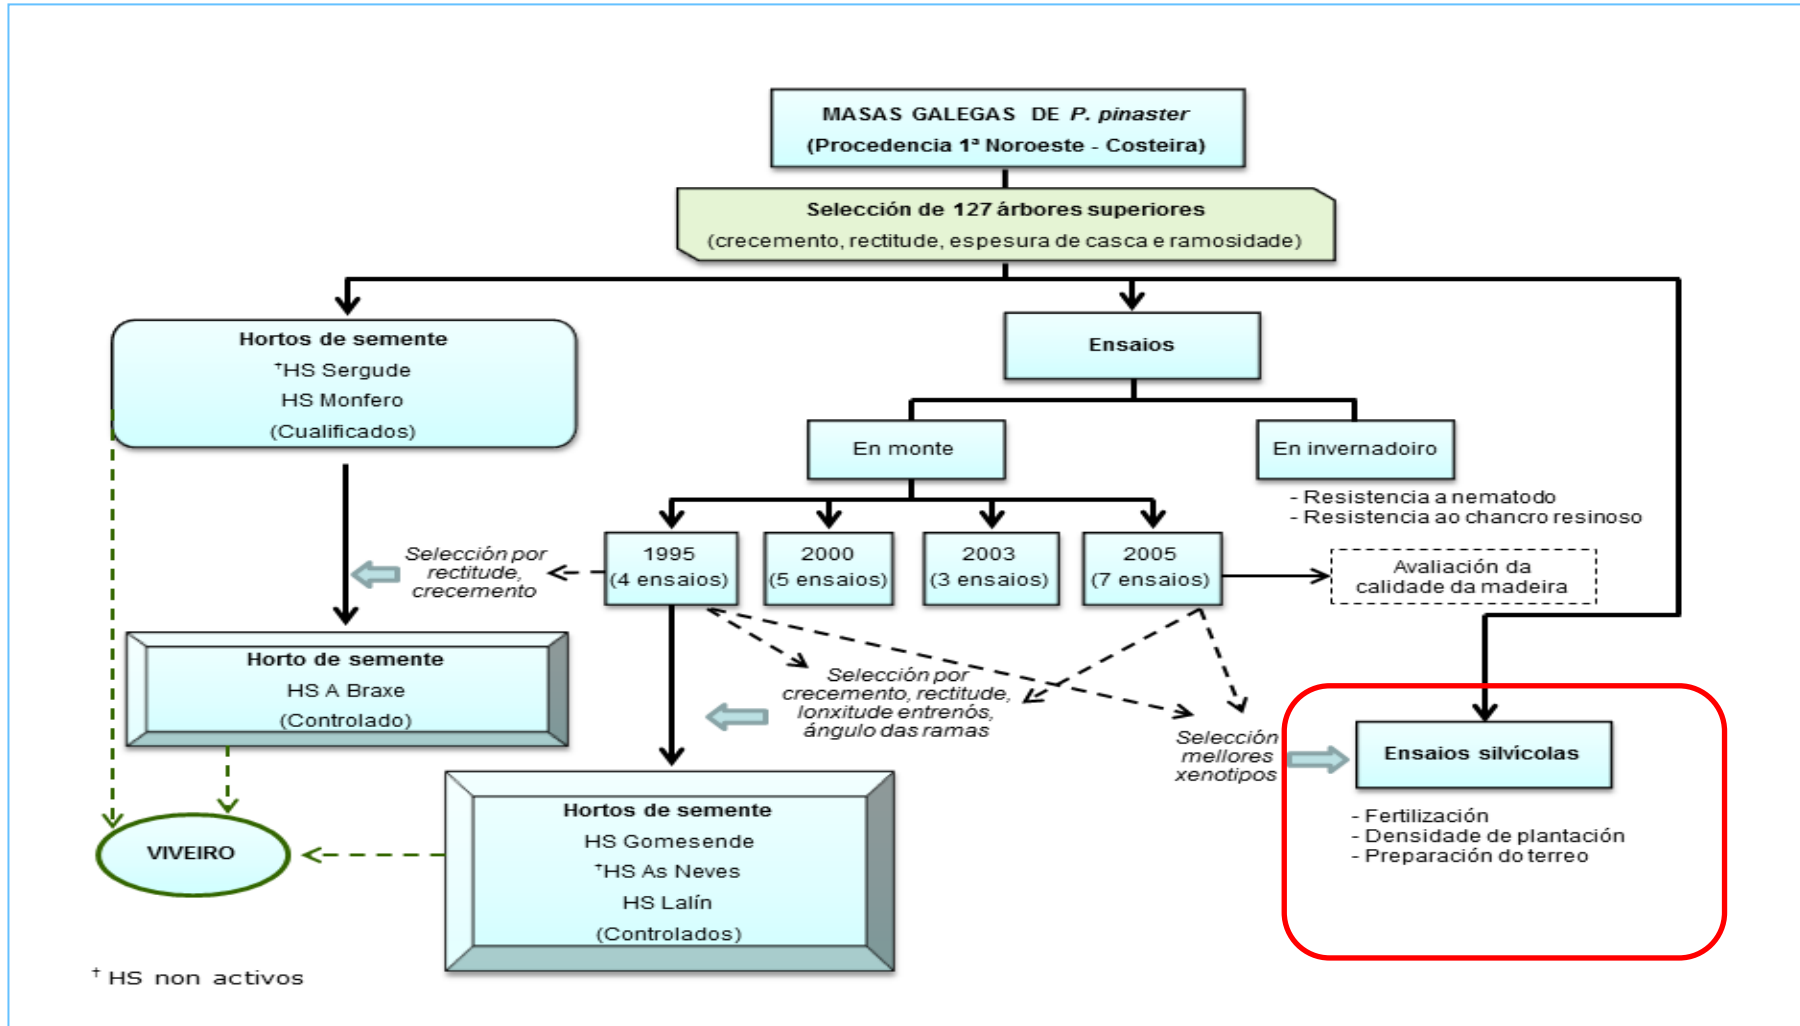 MASAS GALEGAS DE P. pinaster
(Procedencia 1ª Noroeste - Costeira)
Selección de 127 árbores superiores
(crecemento, rectitude, espesura de casca e ramosidade)
Hortos de semente
†HS Sergude
HS Monfero
(Cualificados)
Ensaios
En monte
En invernadoiro
- Resistencia a nematodo
- Resistencia ao chancro resinoso
Selección por
rectitude,
crecemento
1995
(4 ensaios)
2000
(5 ensaios)
2003
(3 ensaios)
2005
(7 ensaios)
Avaliación da
calidade da madeira
Horto de semente
HS A Braxe
(Controlado)
Selección por
crecemento, rectitude,
lonxitude entrenós,
ángulo das ramas
Selección
mellores
xenotipos
Ensaios silvícolas
- Fertilización
- Densidade de plantación
- Preparación do terreo
Hortos de semente
HS Gomesende
†HS As Neves
HS Lalín
(Controlados)
VIVEIRO
† HS non activos